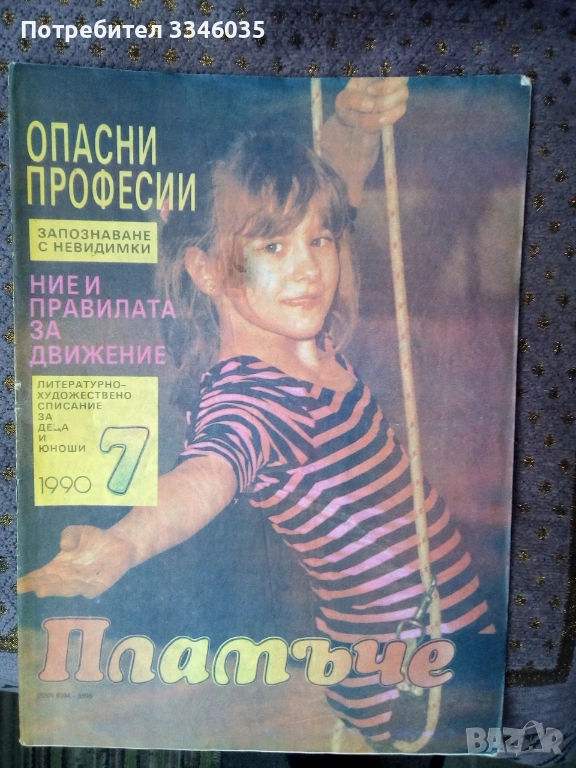 Потребител 3346035
ОПАСНИ
ПРОФЕСИИ
ЗАПОЗНАВАНЕ
С НЕВИДИМКИ
НИЕ И
ПРАВИЛАТА
ЗА
ДВИЖЕНИЕ
ЛИТЕРАТУРНО-
ХУДОЖЕСТВЕНО
СПИСАНИЕ
ЗА
ДЕЦА
И
ЮНОШИ
1990 7
Пламъче
BAZAR